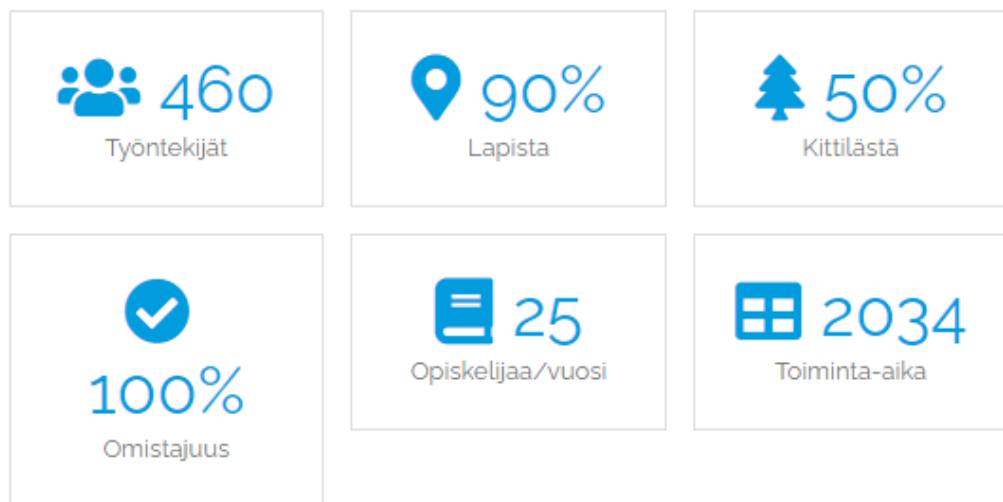 460
Työntekijät
90%
Lapista
50%
Kittilästä
100%
Omistajuus
25
Opiskelijaa/vuosi
2034
Toiminta-aika